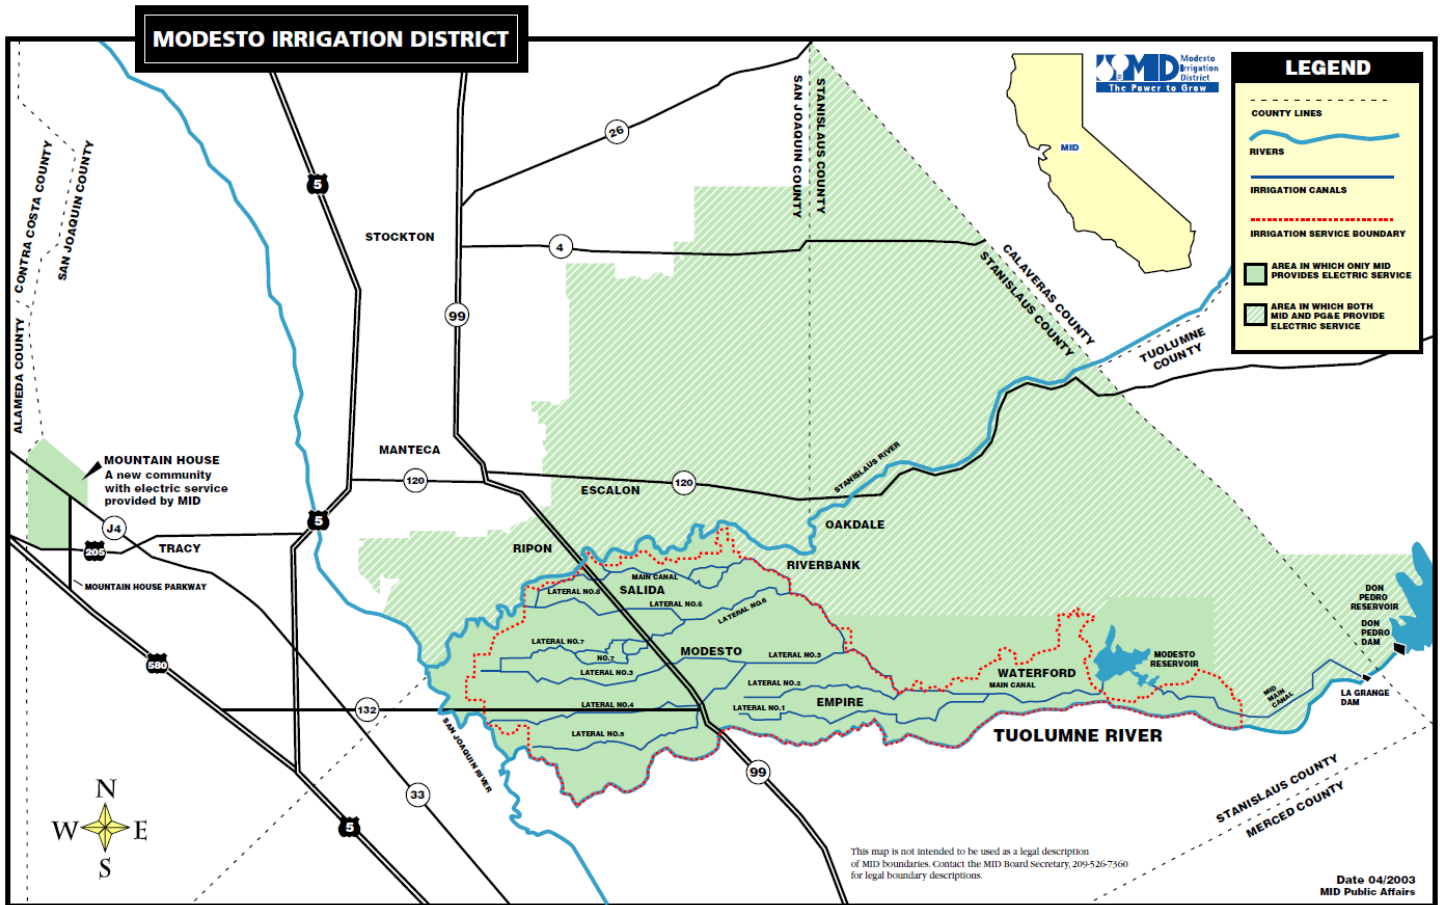 MODESTO IRRIGATION DISTRICT
MID
Modesto
Irrigation
District
The Power to Grow
LEGEND
COUNTY LINES
RIVERS
IRRIGATION CANALS
IRRIGATION SERVICE BOUNDARY
AREA IN WHICH ONLY MID
PROVIDES ELECTRIC SERVICE
AREA IN WHICH BOTH
MID AND PG&E PROVIDE
ELECTRIC SERVICE
MID
CONTRA COSTA COUNTY
SAN JOAQUIN COUNTY
ALAMEDA COUNTY
SAN JOAQUIN COUNTY
STANISLAUS COUNTY
26
5
STOCKTON
4
99
CALAVERAS COUNTY
STANISLAUS COUNTY
TUOLUMNE
COUNTY
MANTECA
120
ESCALON
120
STANISLAUS RIVER
MOUNTAIN HOUSE
A new community
with electric service
provided by MID
J4
5
205
TRACY
MOUNTAIN HOUSE PARKWAY
OAKDALE
RIPON
RIVERBANK
MAIN CANAL
SALIDA
LATERAL NO.8
LATERAL NO.6
LATERAL NO.6
LATERAL NO.7
NO.7
MODESTO
LATERAL NO.3
LATERAL NO.3
LATERAL NO.2
LATERAL NO.4
LATERAL NO.1
EMPIRE
LATERAL NO.5
WATERFORD
MAIN CANAL
MODESTO
RESERVOIR
DON
PEDRO
RESERVOIR
DON
PEDRO
DAM
MID
MAIN
CANAL
LA GRANGE
DAM
580
132
SAN JOAQUIN RIVER
TUOLUMNE RIVER
99
33
5
STANISLAUS COUNTY
MERCED COUNTY
N
W
E
S
This map is not intended to be used as a legal description
of MID boundaries. Contact the MID Board Secretary, 209-526-7360
for legal boundary descriptions.
Date 04/2003
MID Public Affairs